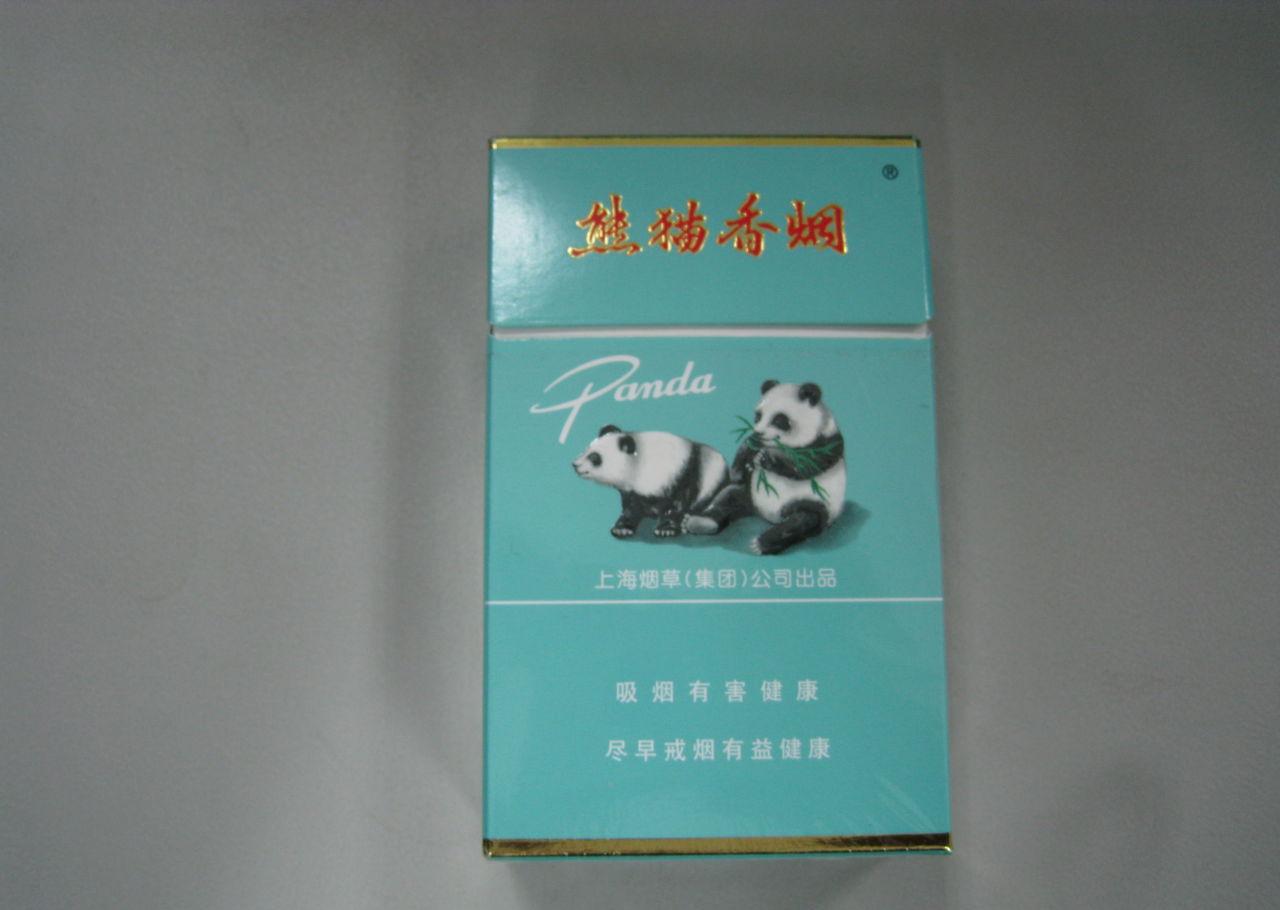 熊猫香烟
®
Panda
上海烟草(集团)公司出品
吸烟有害健康
尽早戒烟有益健康